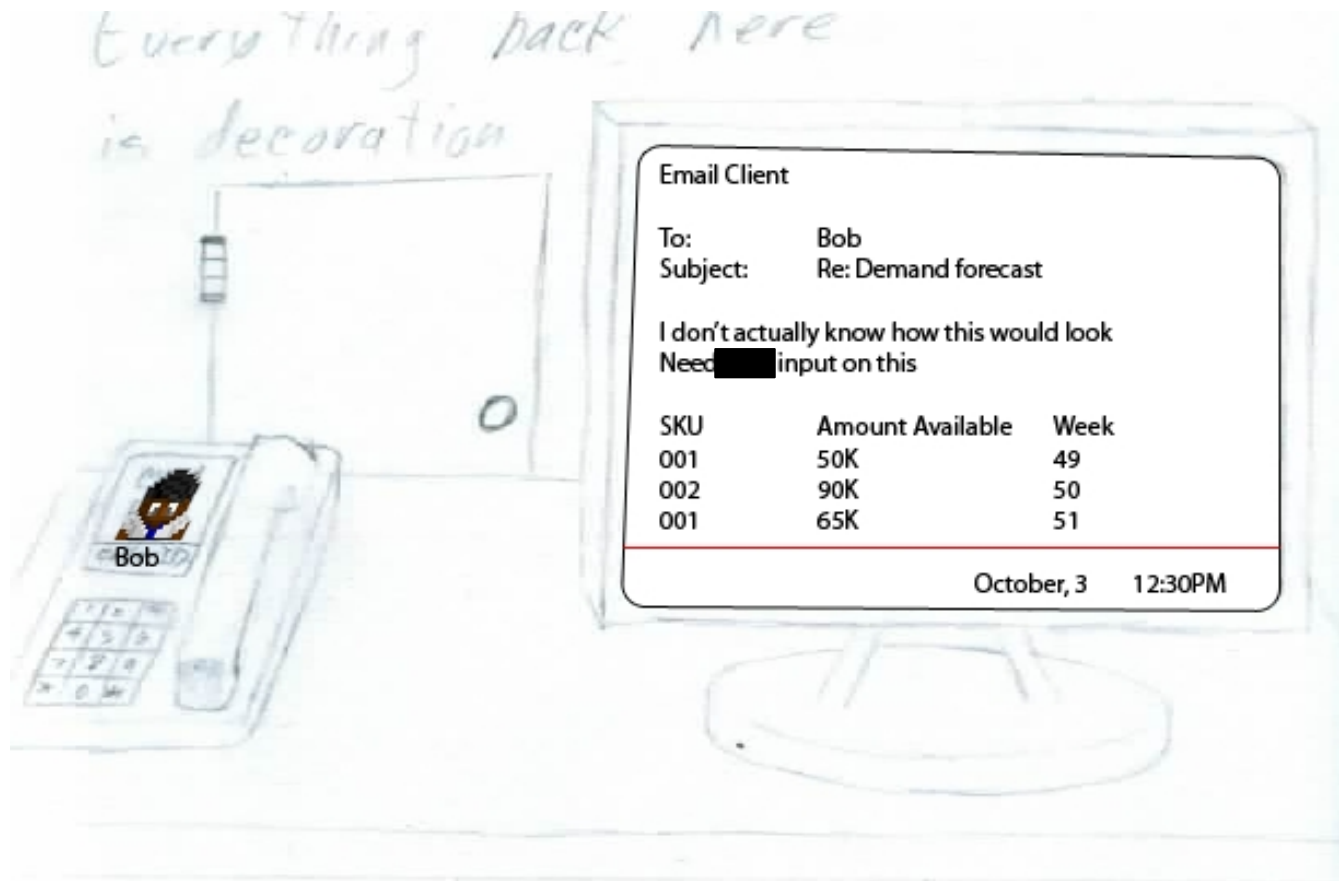 Everything back here
is decoration
Email Client
To: Bob
Subject: Re: Demand forecast
I don't actually know how this would look
Need input on this
SKU Amount Available Week
001 50K 49
002 90K 50
001 65K 51
October, 3 12:30PM
Bob